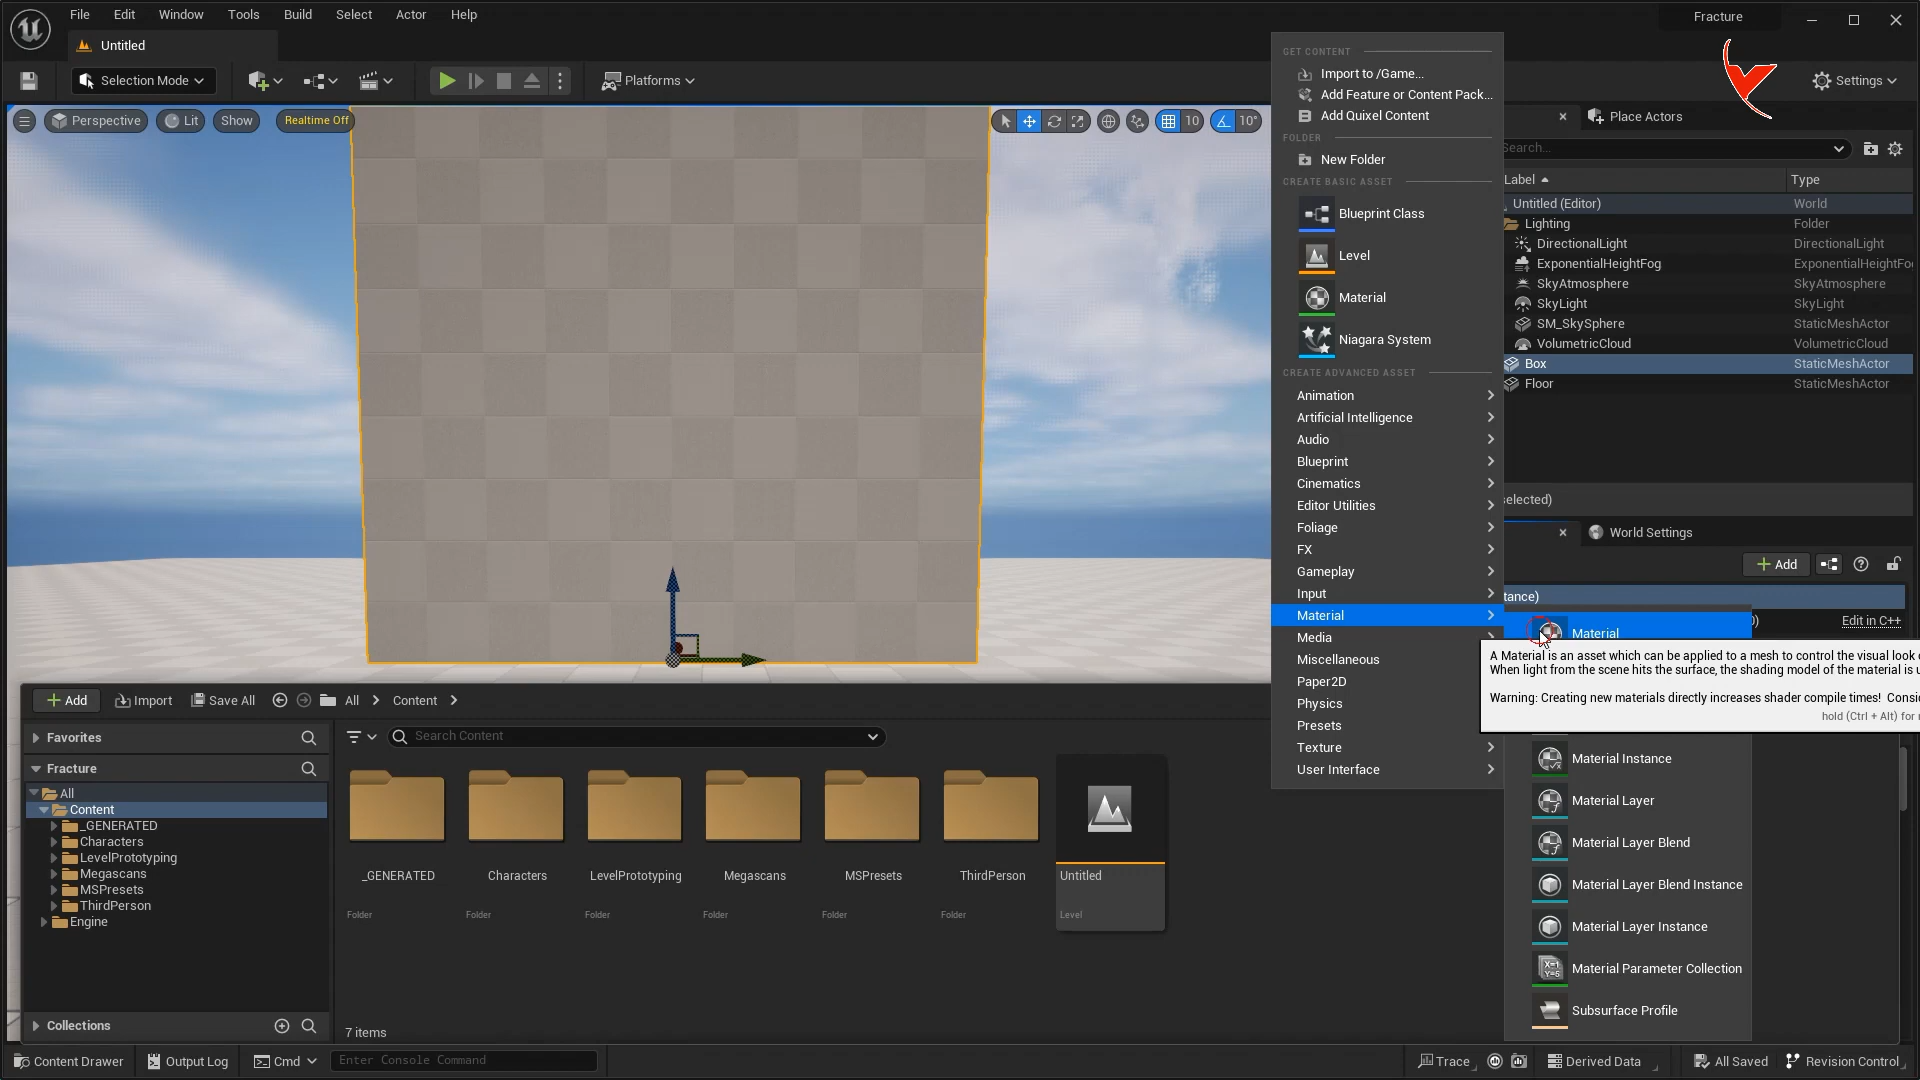 File Edit Window Tools Build Select Actor Help
Fracture
Untitled
Selection Mode
Platforms
Settings
Perspective Lit Show Realtime Off
10 10°
GET CONTENT
Import to /Game...
Add Feature or Content Pack...
Add Quixel Content
FOLDER
New Folder
CREATE BASIC ASSET
Blueprint Class
Level
Material
Niagara System
CREATE ADVANCED ASSET
Animation
Artificial Intelligence
Audio
Blueprint
Cinematics
Editor Utilities
Foliage
FX
Gameplay
Input
Material
Media
Miscellaneous
Paper2D
Physics
Presets
Texture
User Interface
Place Actors
Search...
Label Type
Untitled (Editor) World
Lighting Folder
DirectionalLight DirectionalLight
ExponentialHeightFog ExponentialHeightFo
SkyAtmosphere SkyAtmosphere
SkyLight SkyLight
SM_SkySphere StaticMeshActor
VolumetricCloud VolumetricCloud
Box StaticMeshActor
Floor StaticMeshActor
selected)
World Settings
Add
tance)
Edit in C++
Material
A Material is an asset which can be applied to a mesh to control the visual look
When light from the scene hits the surface, the shading model of the material is u
Warning: Creating new materials directly increases shader compile times! Consi
hold (Ctrl + Alt) for
Material Instance
Material Layer
Material Layer Blend
Material Layer Blend Instance
Material Layer Instance
Material Parameter Collection
Subsurface Profile
Add Import Save All All Content
Favorites
Search Content
Fracture
All
Content
_GENERATED
Characters
LevelPrototyping
Megascans
MSPresets
ThirdPerson
Engine
_GENERATED Characters LevelPrototyping Megascans MSPresets ThirdPerson Untitled
Folder Folder Folder Folder Folder Folder Level
Collections
7 items
Content Drawer Output Log Cmd Enter Console Command Trace Derived Data All Saved Revision Control